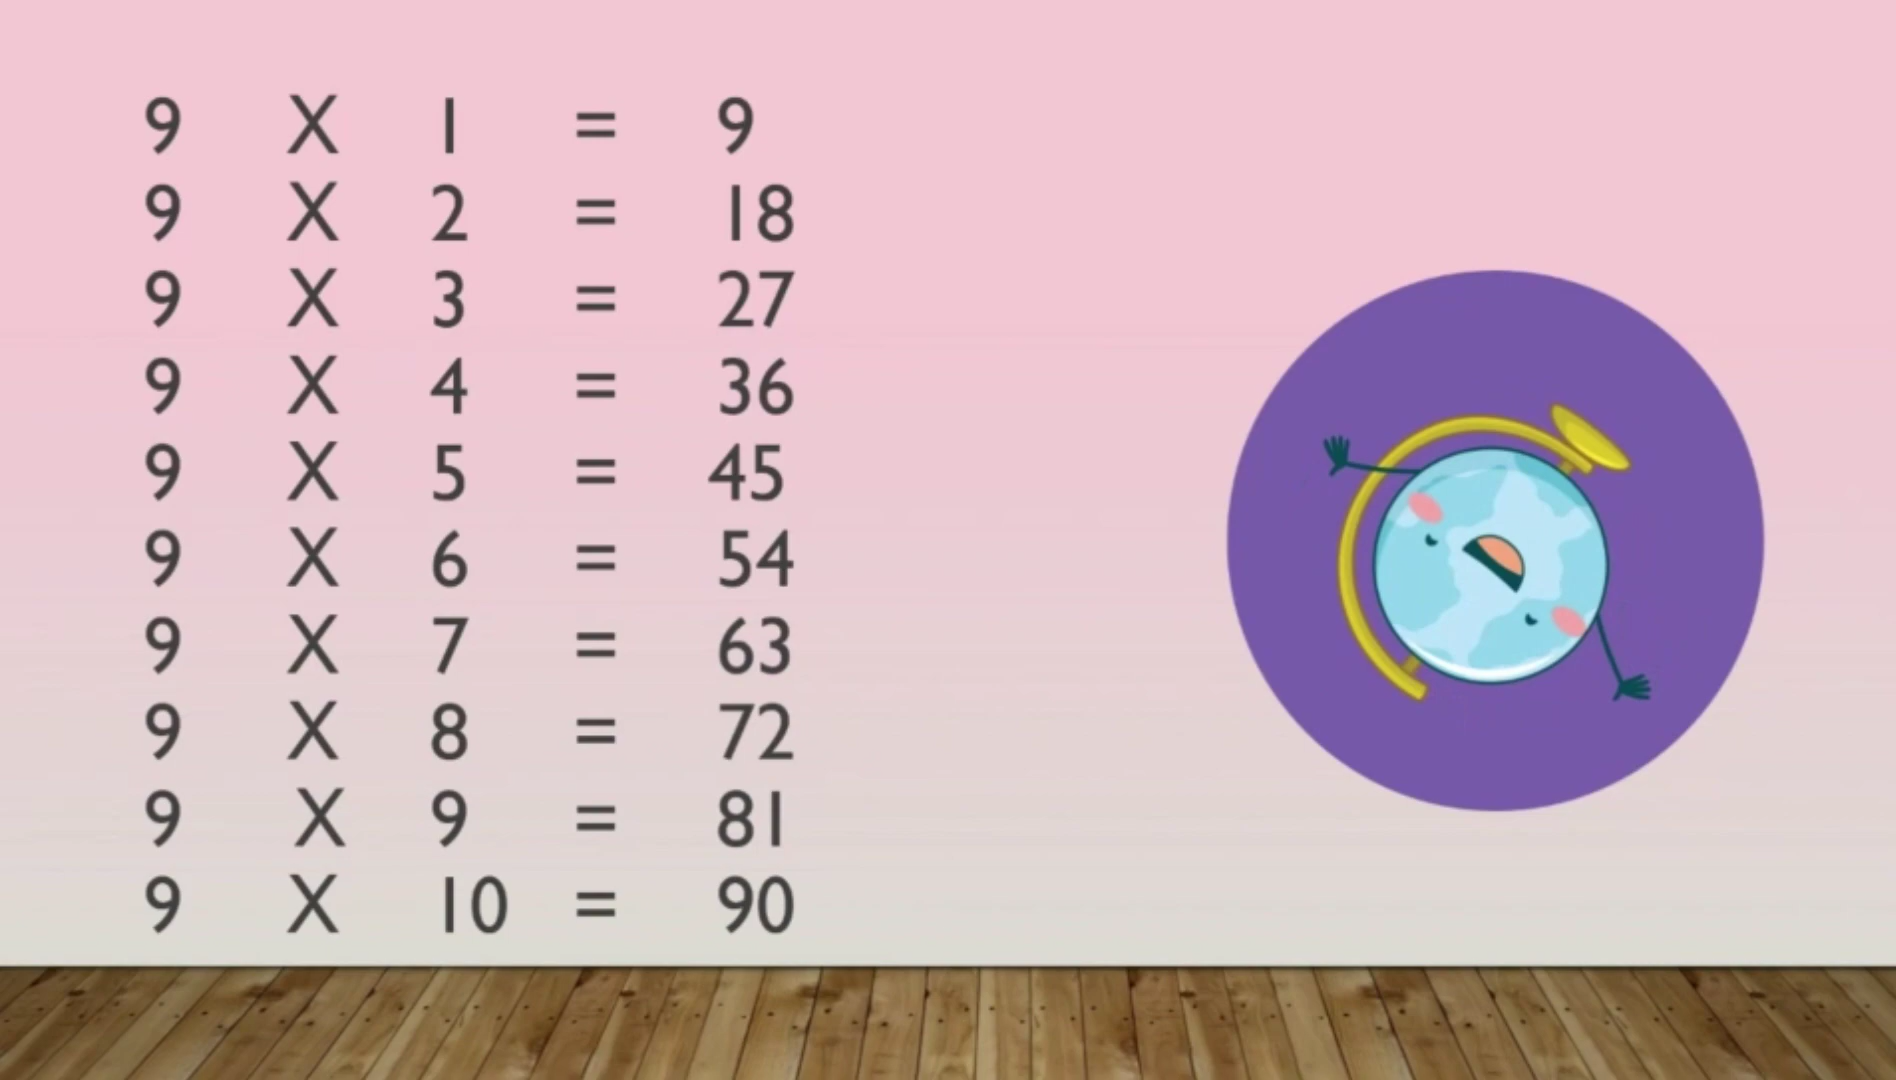 9 X 1 = 9
9 X 2 = 18
9 X 3 = 27
9 X 4 = 36
9 X 5 = 45
9 X 6 = 54
9 X 7 = 63
9 X 8 = 72
9 X 9 = 81
9 X 10 = 90